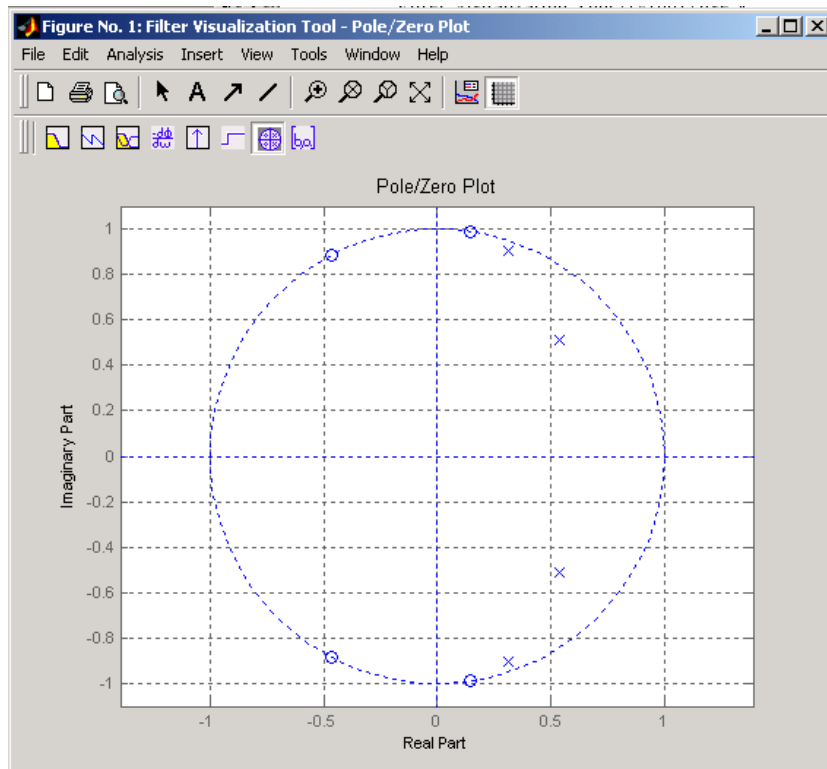 Figure No. 1: Filter Visualization Tool - Pole/Zero Plot
File Edit Analysis Insert View Tools Window Help
A
-dϕ
dω
[b,a]
Pole/Zero Plot
1
0.8
0.6
0.4
0.2
0
-0.2
-0.4
-0.6
-0.8
-1
Imaginary Part
-1 -0.5 0 0.5 1
Real Part